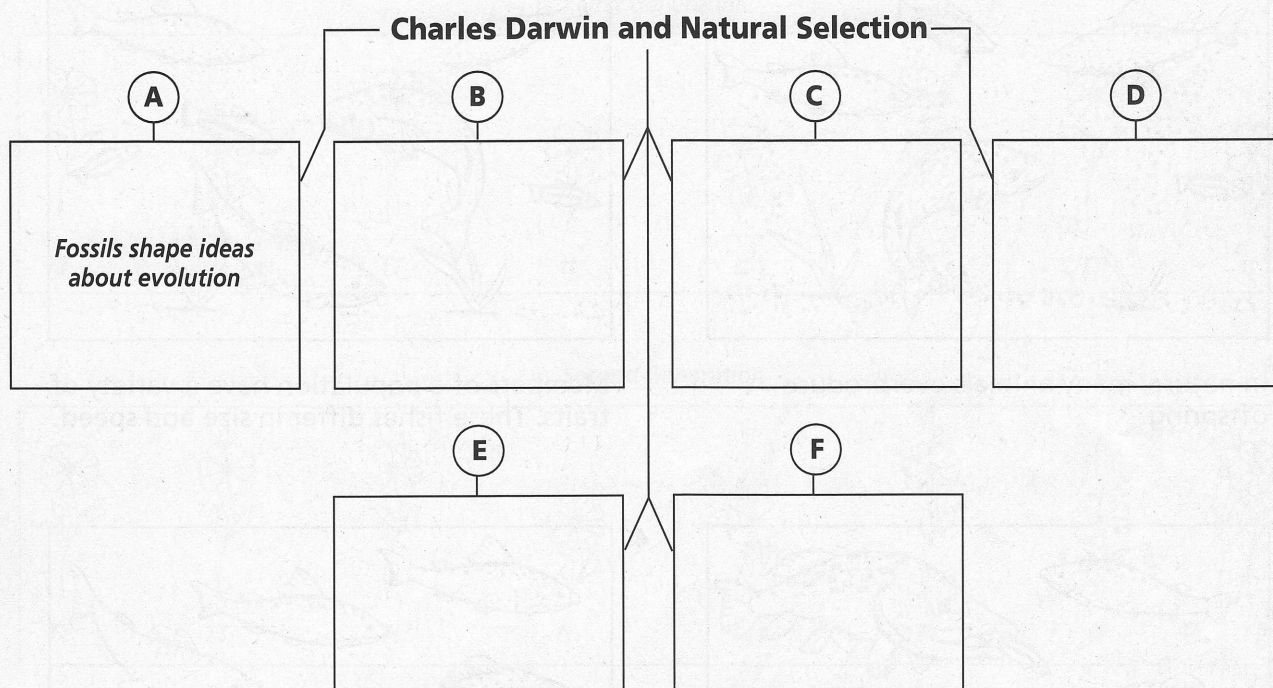 Charles Darwin and Natural Selection
A
B
C
D
Fossils shape ideas
about evolution
E
F